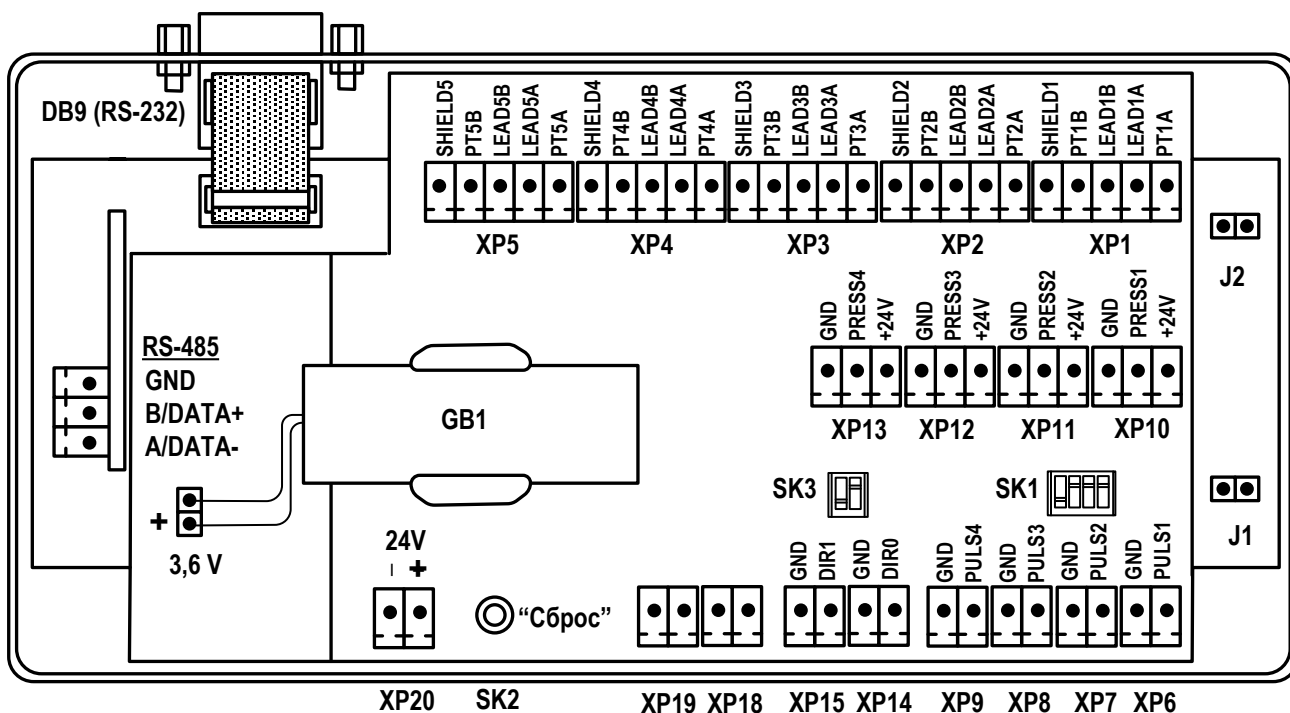 DB9 (RS-232)
SHIELD5
PT5B
LEAD5B
LEAD5A
PT5A
SHIELD4
PT4B
LEAD4B
LEAD4A
PT4A
SHIELD3
PT3B
LEAD3B
LEAD3A
PT3A
SHIELD2
PT2B
LEAD2B
LEAD2A
PT2A
SHIELD1
PT1B
LEAD1B
LEAD1A
PT1A
XP5 XP4 XP3 XP2 XP1
J2
GND
PRESS4
+24V
GND
PRESS3
+24V
GND
PRESS2
+24V
GND
PRESS1
+24V
XP13 XP12 XP11 XP10
RS-485
GND
B/DATA+
A/DATA-
GB1
+
3,6 V
SK3 SK1
J1
24V
- +
"Сброс"
GND
DIR1
GND
DIR0
GND
PULS4
GND
PULS3
GND
PULS2
GND
PULS1
XP20 SK2 XP19 XP18 XP15 XP14 XP9 XP8 XP7 XP6